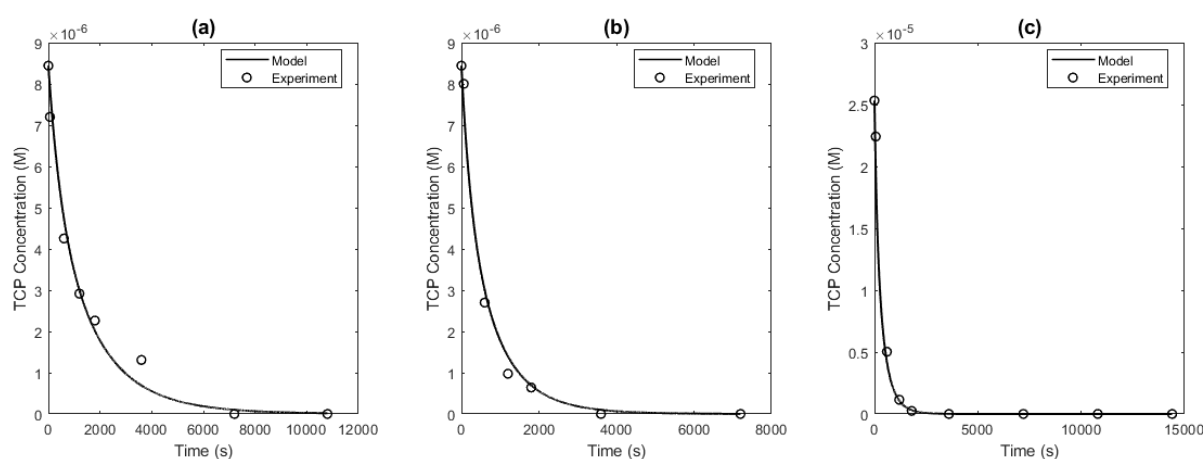 (a)
×10-6
9
8
7
6
5
4
3
2
1
0
TCP Concentration (M)
Model
Experiment
0 2000 4000 6000 8000 10000 12000
Time (s)
(b)
×10-6
9
8
7
6
5
4
3
2
1
0
TCP Concentration (M)
Model
Experiment
0 2000 4000 6000 8000
Time (s)
(c)
×10-5
3
2.5
2
1.5
1
0.5
0
TCP Concentration (M)
Model
Experiment
0 5000 10000 15000
Time (s)